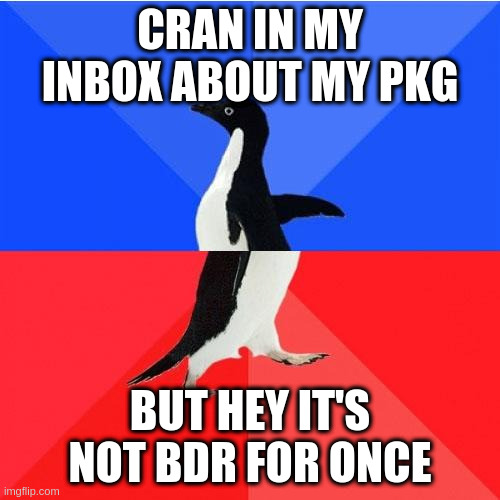 CRAN IN MY
INBOX ABOUT MY PKG
BUT HEY IT'S
NOT BDR FOR ONCE
imgflip.com